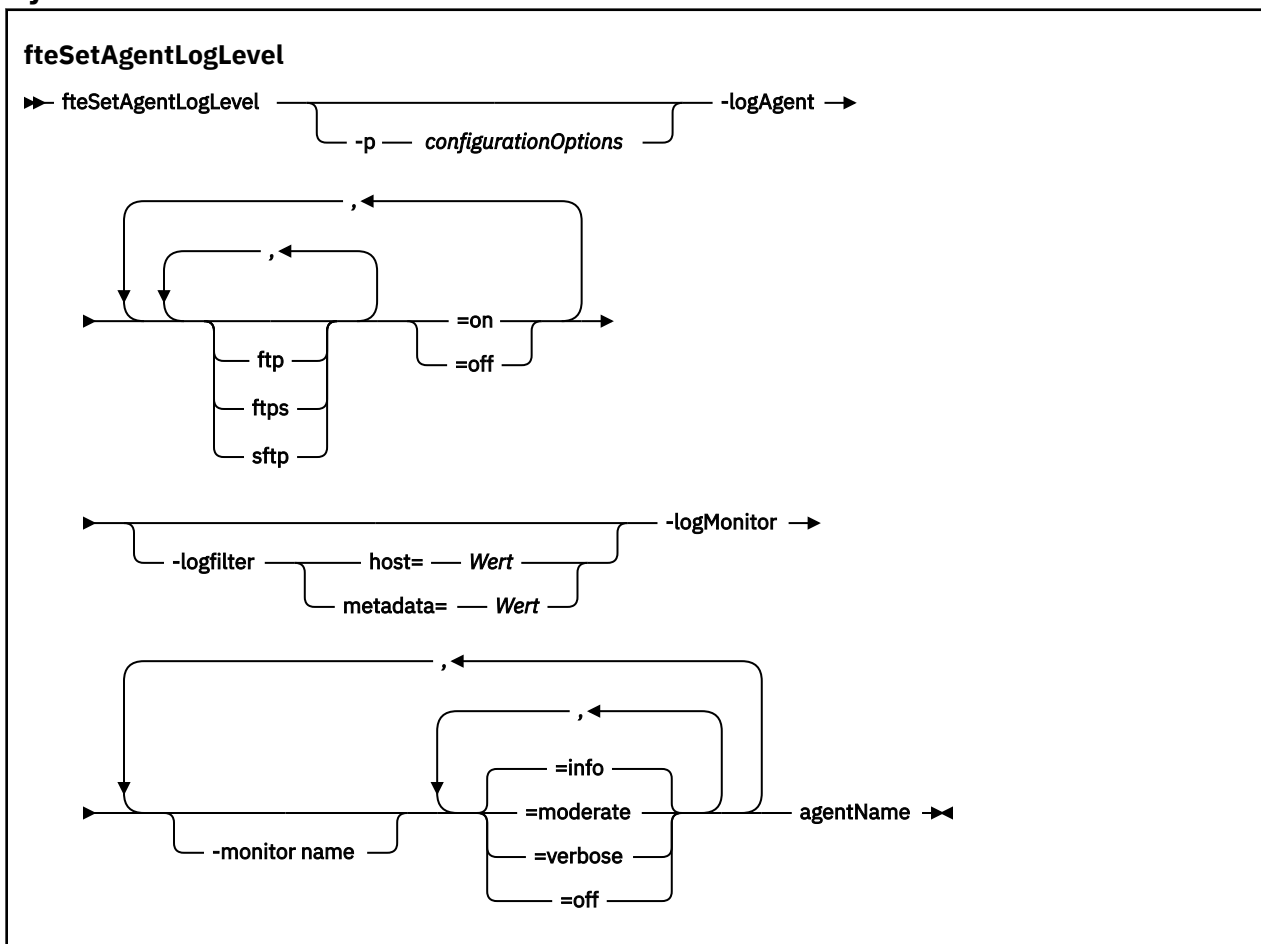 fteSetAgentLogLevel
fteSetAgentLogLevel -logAgent
-p configurationOptions
,
,
=on
ftp =off
ftps
sftp
-logMonitor
-logfilter host= Wert
metadata= Wert
,
,
=info
=moderate agentName
-monitor name =verbose
=off